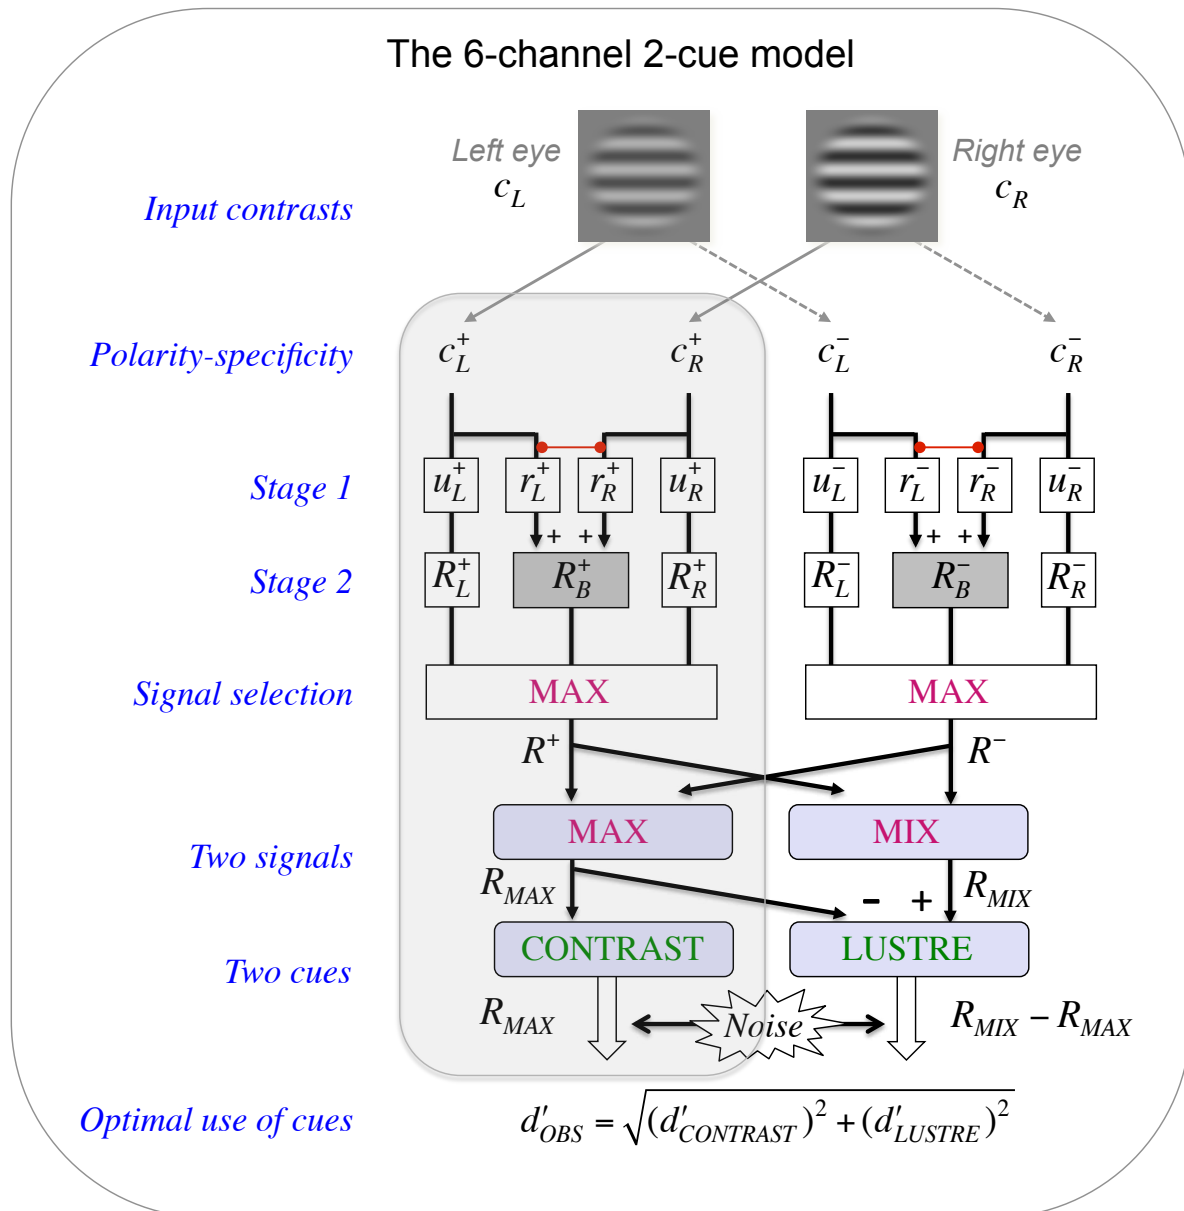 The 6-channel 2-cue model
Left eye
c_L
Right eye
c_R
Input contrasts
Polarity-specificity
c_L^+ c_R^+ c_L^- c_R^-
Stage 1
u_L^+ r_L^+ r_R^+ u_R^+ u_L^- r_L^- r_R^- u_R^-
+ + + +
Stage 2
R_L^+ R_B^+ R_R^+ R_L^- R_B^- R_R^-
Signal selection
MAX MAX
R^+ R^-
MAX MIX
Two signals
R_MAX - + R_MIX
CONTRAST LUSTRE
Two cues
R_MAX Noise R_MIX − R_MAX
Optimal use of cues
d'_OBS = √((d'_CONTRAST)^2 + (d'_LUSTRE)^2)